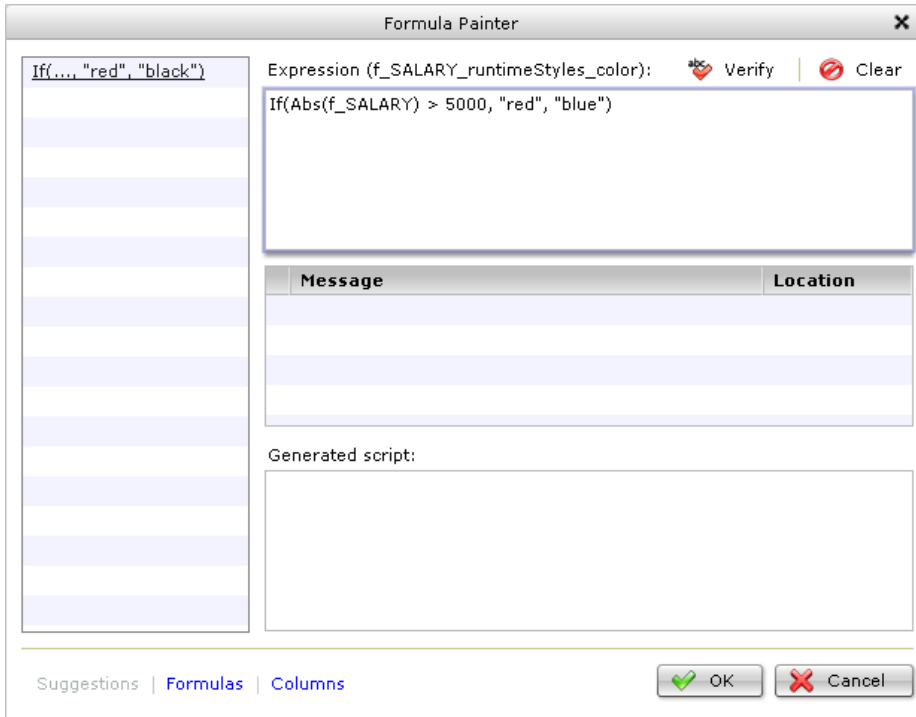 Formula Painter
If(..., "red", "black")
Expression (f_SALARY_runtimeStyles_color):
abc Verify | Clear
If(Abs(f_SALARY) > 5000, "red", "blue")
Message Location
Generated script:
Suggestions | Formulas | Columns
OK Cancel